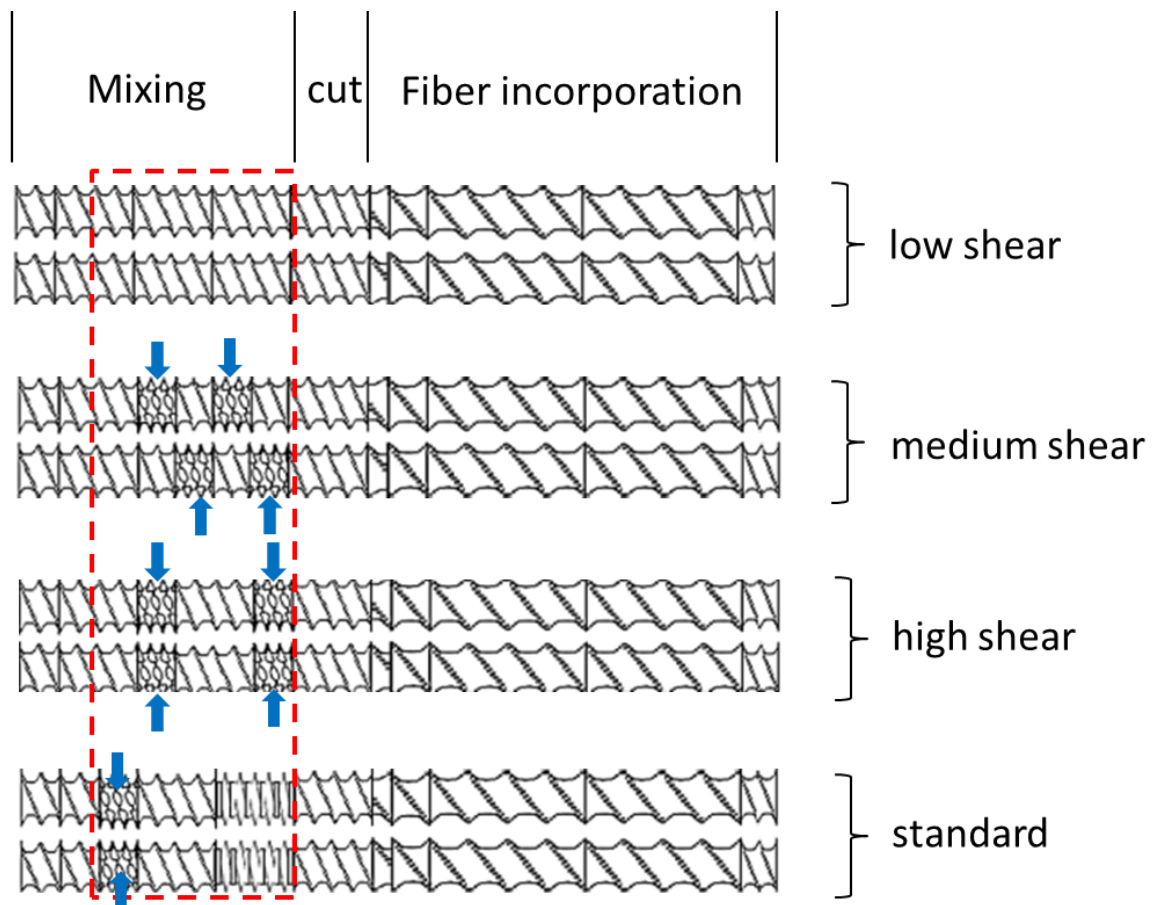 Mixing
cut
Fiber incorporation
low shear
medium shear
high shear
standard